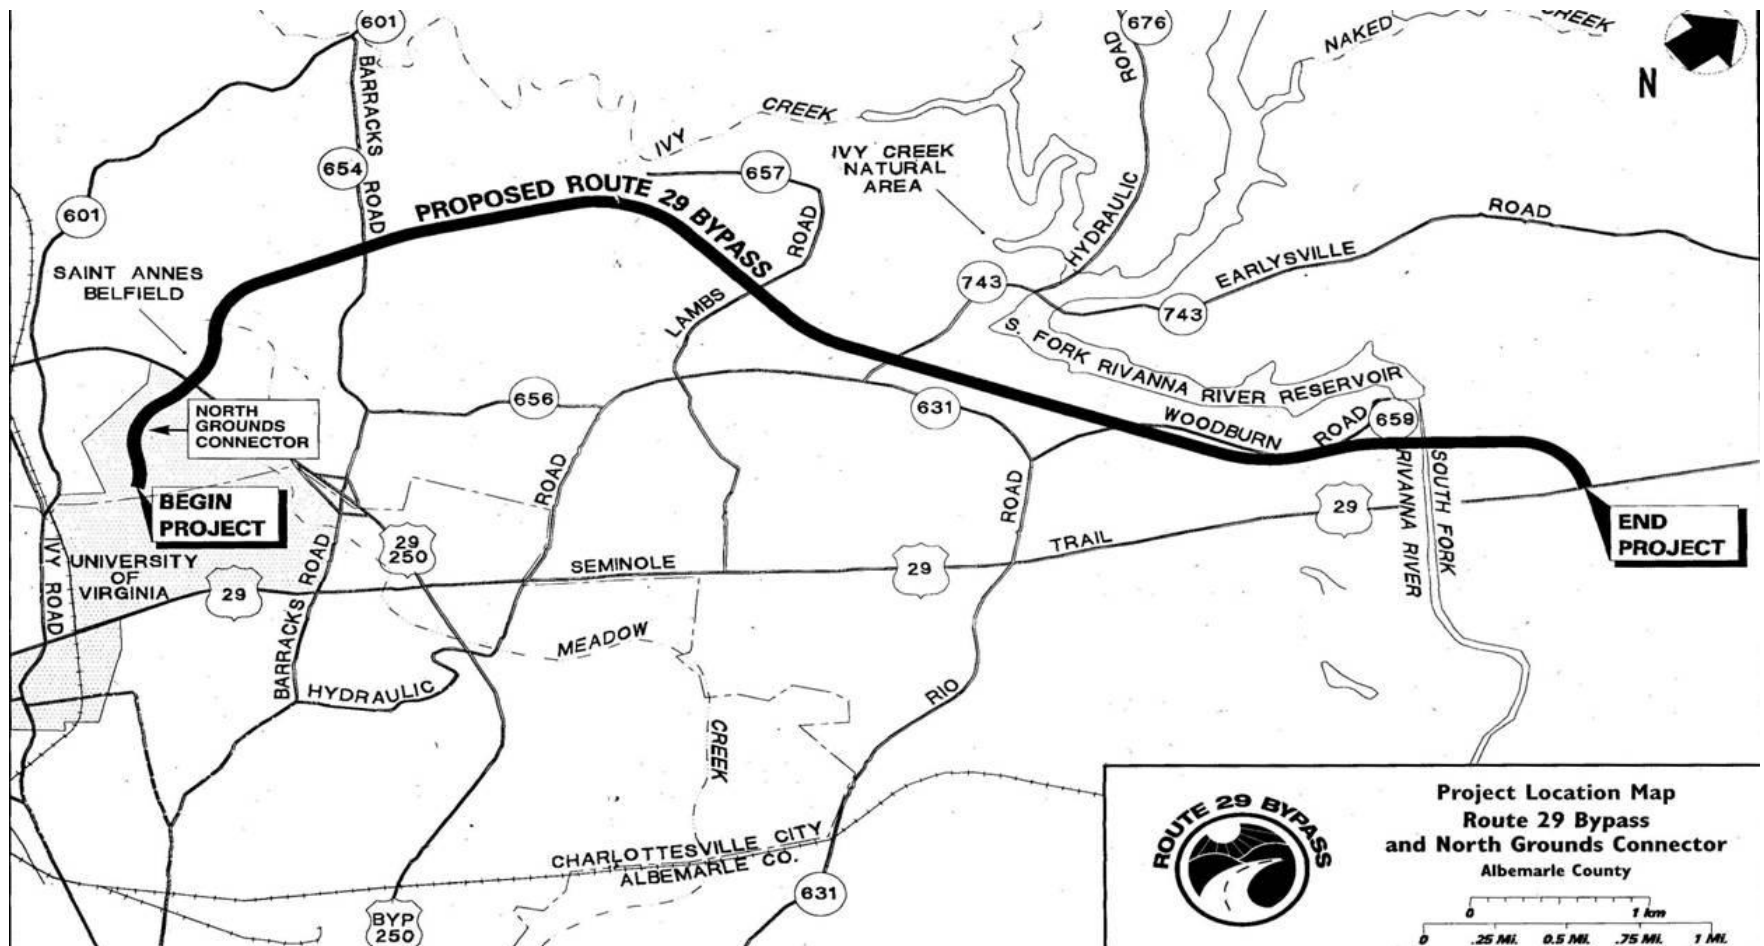 601
676
CREEK
NAKED
N
BARRACKS
ROAD
654
601
ROAD
IVY
CREEK
657
ROAD
IVY CREEK
NATURAL
AREA
HYDRAULIC
ROAD
PROPOSED ROUTE 29 BYPASS
EARLYSVILLE
SAINT ANNES
BELFIELD
LAMBS
743
743
S. FORK RIVANNA RIVER RESERVOIR
NORTH
GROUNDS
CONNECTOR
656
631
WOODBURN
ROAD
658
BEGIN
PROJECT
ROAD
ROAD
RIVANNA RIVER
SOUTH FORK
29
END
PROJECT
IVY ROAD
UNIVERSITY
OF
VIRGINIA
29
29
250
SEMINOLE
29
TRAIL
BARRACKS ROAD
MEADOW
HYDRAULIC
RIO
CREEK
CHARLOTTESVILLE CITY
ALBEMARLE CO.
631
BYP
250
ROUTE 29 BYPASS
Project Location Map
Route 29 Bypass
and North Grounds Connector
Albemarle County
0 1 km
0 .25 Mi. 0.5 Mi. .75 Mi. 1 Mi.